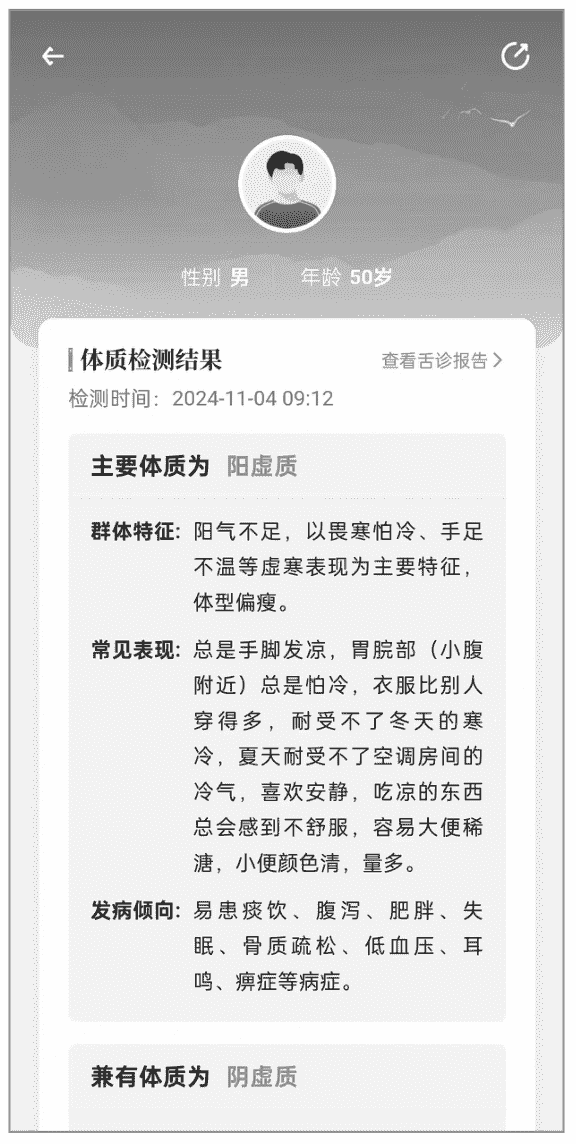 性别 男 年龄 50岁
体质检测结果 查看舌诊报告
检测时间：2024-11-04 09:12
主要体质为 阳虚质
群体特征: 阳气不足，以畏寒怕冷、手足
不温等虚寒表现为主要特征，
体型偏瘦。
常见表现: 总是手脚发凉，胃脘部（小腹
附近）总是怕冷，衣服比别人
穿得多，耐受不了冬天的寒
冷，夏天耐受不了空调房间的
冷气，喜欢安静，吃凉的东西
总会感到不舒服，容易大便稀
溏，小便颜色清，量多。
发病倾向: 易患痰饮、腹泻、肥胖、失
眠、骨质疏松、低血压、耳
鸣、痹症等病症。
兼有体质为 阴虚质